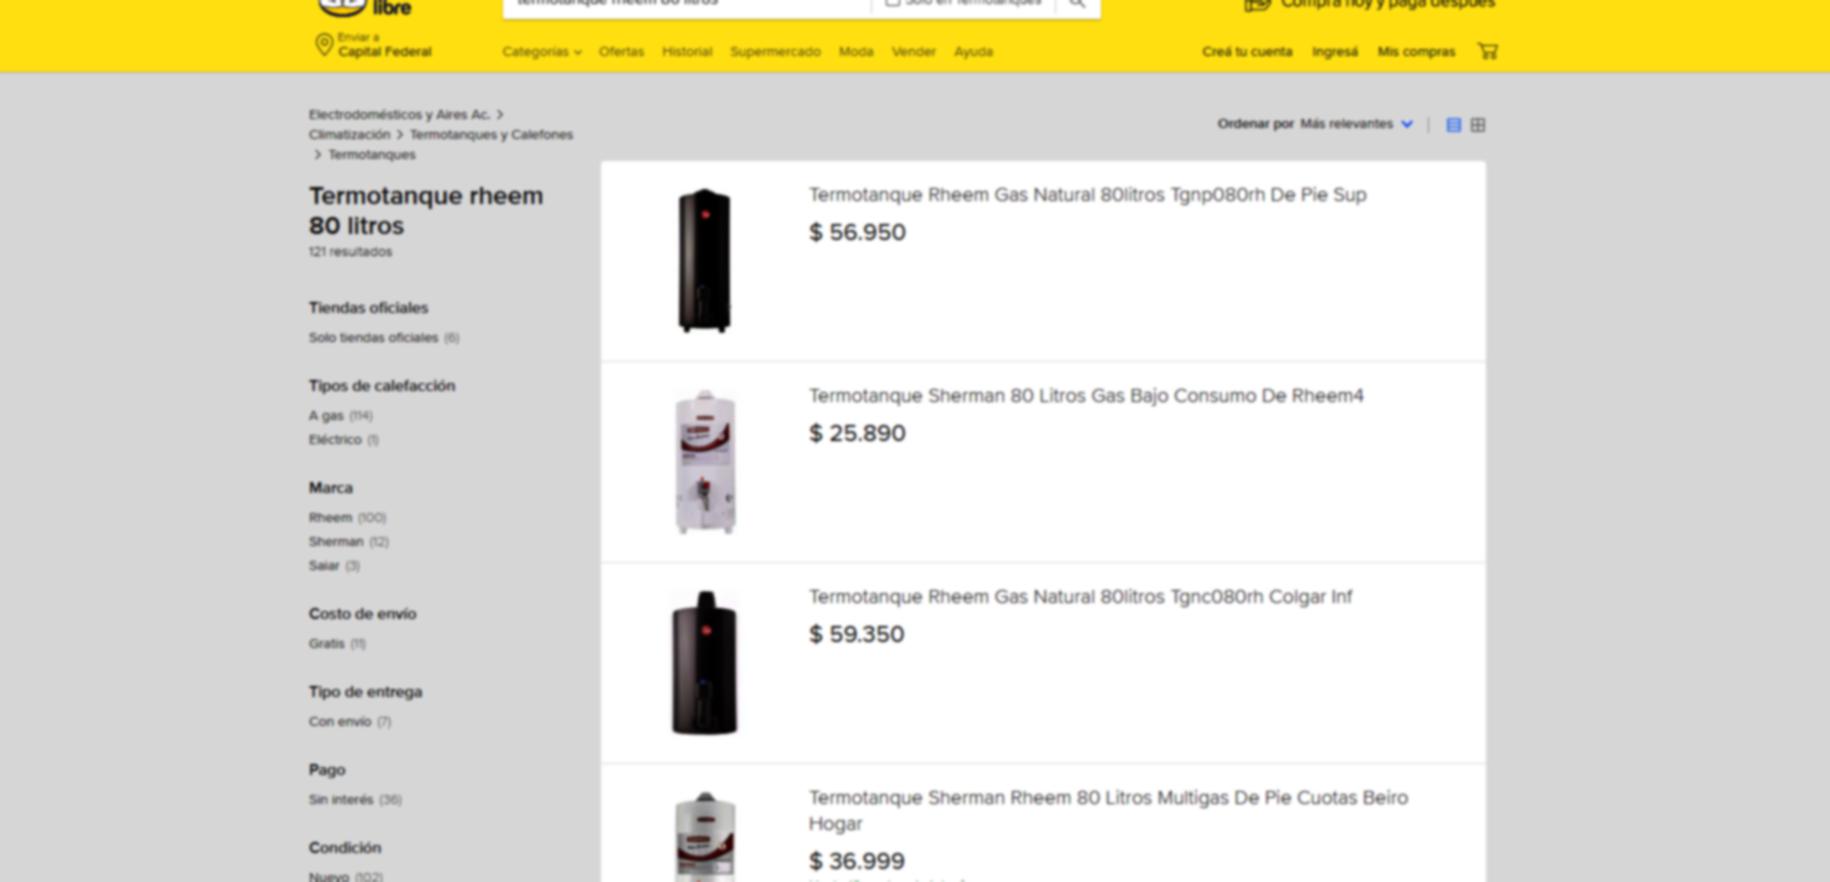 libre
termotanque rheem 80 litros
Solo en Termotanques
Comprá hoy y pagá después
Enviar a
Capital Federal
Categorías
Ofertas
Historial
Supermercado
Moda
Vender
Ayuda
Creá tu cuenta
Ingresá
Mis compras
Electrodomésticos y Aires Ac.
Climatización > Termotanques y Calefones
> Termotanques
Ordenar por Más relevantes
Termotanque rheem
80 litros
121 resultados
Tiendas oficiales
Solo tiendas oficiales (6)
Tipos de calefacción
A gas (114)
Eléctrico (1)
Marca
Rheem (100)
Sherman (12)
Saiar (3)
Costo de envío
Gratis (11)
Tipo de entrega
Con envío (7)
Pago
Sin interés (36)
Condición
Nuevo (102)
Termotanque Rheem Gas Natural 80litros Tgnp080rh De Pie Sup
$ 56.950
Termotanque Sherman 80 Litros Gas Bajo Consumo De Rheem4
$ 25.890
Termotanque Rheem Gas Natural 80litros Tgnc080rh Colgar Inf
$ 59.350
Termotanque Sherman Rheem 80 Litros Multigas De Pie Cuotas Beiro
Hogar
$ 36.999